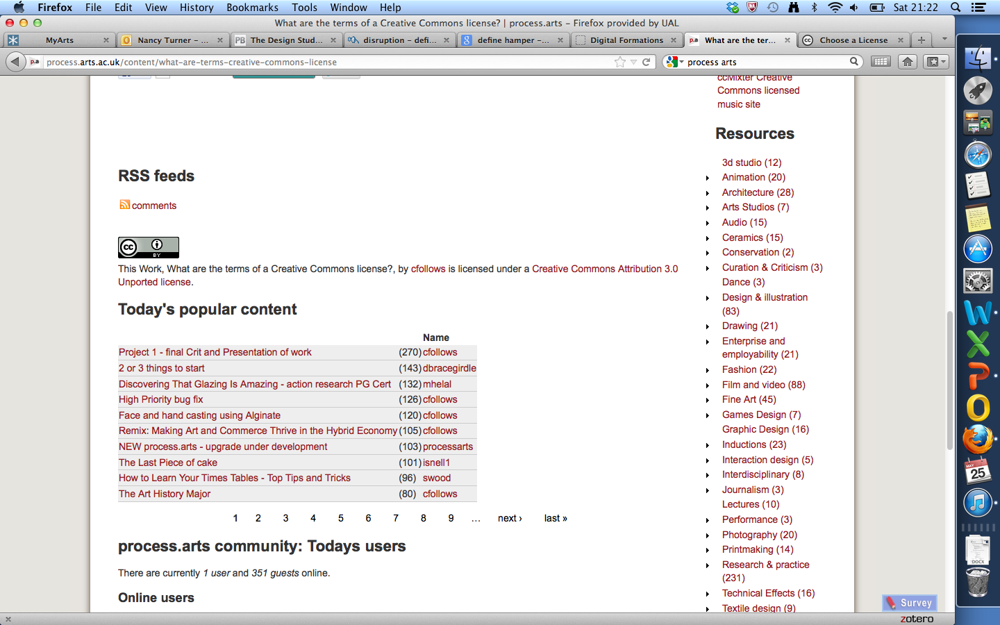 Firefox File Edit View History Bookmarks Tools Window Help Sat 21:22
What are the terms of a Creative Commons license? | process.arts – Firefox provided by UAL
MyArts
Nancy Turner – ...
PB The Design Stud...
disruption – defi...
define hamper – ...
Digital Formations
p.a What are the ter...
Choose a License
p.a process.arts.ac.uk/content/what-are-terms-creative-commons-license
process arts
ccMixter Creative
Commons licensed
music site
Resources
3d studio (12)
Animation (20)
Architecture (28)
Arts Studios (7)
Audio (15)
Ceramics (15)
Conservation (2)
Curation & Criticism (3)
Dance (3)
Design & illustration
(83)
Drawing (21)
Enterprise and
employability (21)
Fashion (22)
Film and video (88)
Fine Art (45)
Games Design (7)
Graphic Design (16)
Inductions (23)
Interaction design (5)
Interdisciplinary (8)
Journalism (3)
Lectures (10)
Performance (3)
Photography (20)
Printmaking (14)
Research & practice
(231)
Technical Effects (16)
Textile design (9)
RSS feeds
comments
cc BY
This Work, What are the terms of a Creative Commons license?, by cfollows is licensed under a Creative Commons Attribution 3.0
Unported license.
Today's popular content
Name
Project 1 - final Crit and Presentation of work (270) cfollows
2 or 3 things to start (143) dbracegirdle
Discovering That Glazing Is Amazing - action research PG Cert (132) mhelal
High Priority bug fix (126) cfollows
Face and hand casting using Alginate (120) cfollows
Remix: Making Art and Commerce Thrive in the Hybrid Economy (105) cfollows
NEW process.arts - upgrade under development (103) processarts
The Last Piece of cake (101) isnell1
How to Learn Your Times Tables - Top Tips and Tricks (96) swood
The Art History Major (80) cfollows
1 2 3 4 5 6 7 8 9 … next › last »
process.arts community: Todays users
There are currently 1 user and 351 guests online.
Online users
Survey
zotero
MAY
25
DOCX